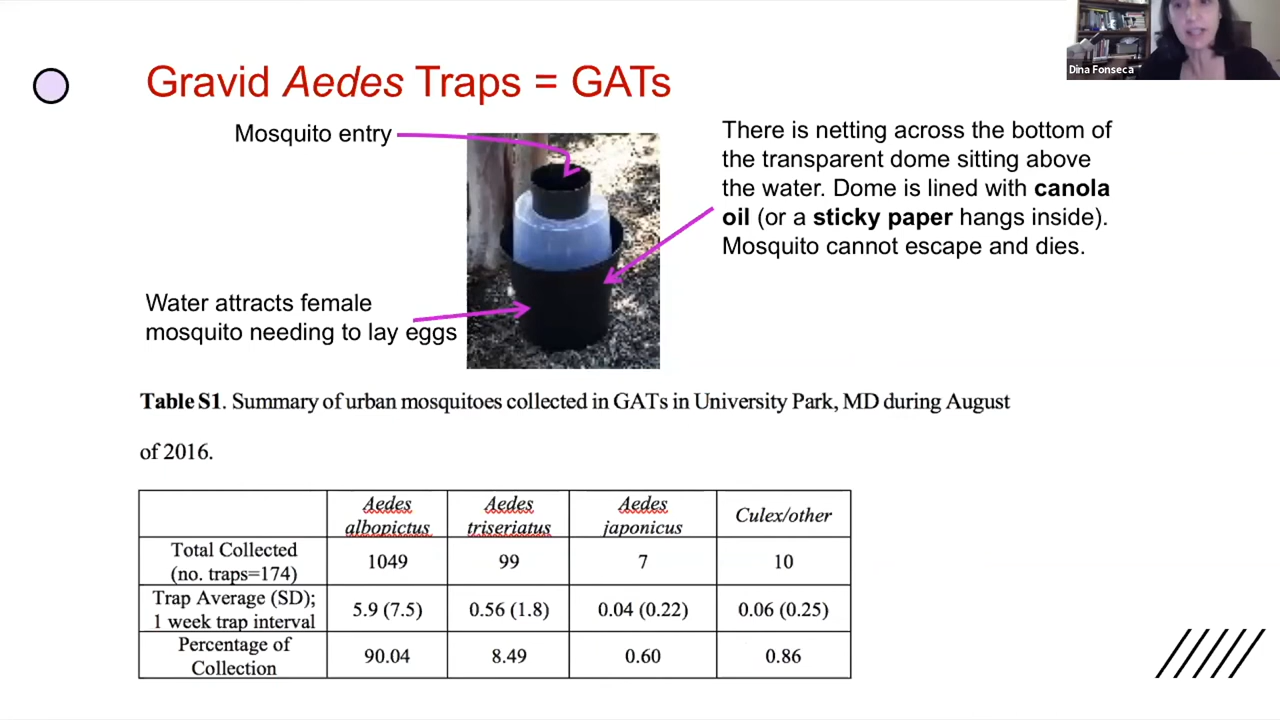 Dina Fonseca
Gravid Aedes Traps = GATs
Mosquito entry
There is netting across the bottom of
the transparent dome sitting above
the water. Dome is lined with canola
oil (or a sticky paper hangs inside).
Mosquito cannot escape and dies.
Water attracts female
mosquito needing to lay eggs
Table S1. Summary of urban mosquitoes collected in GATs in University Park, MD during August
of 2016.
Aedes albopictus Aedes triseriatus Aedes japonicus Culex/other
Total Collected (no. traps=174) 1049 99 7 10
Trap Average (SD); 1 week trap interval 5.9 (7.5) 0.56 (1.8) 0.04 (0.22) 0.06 (0.25)
Percentage of Collection 90.04 8.49 0.60 0.86